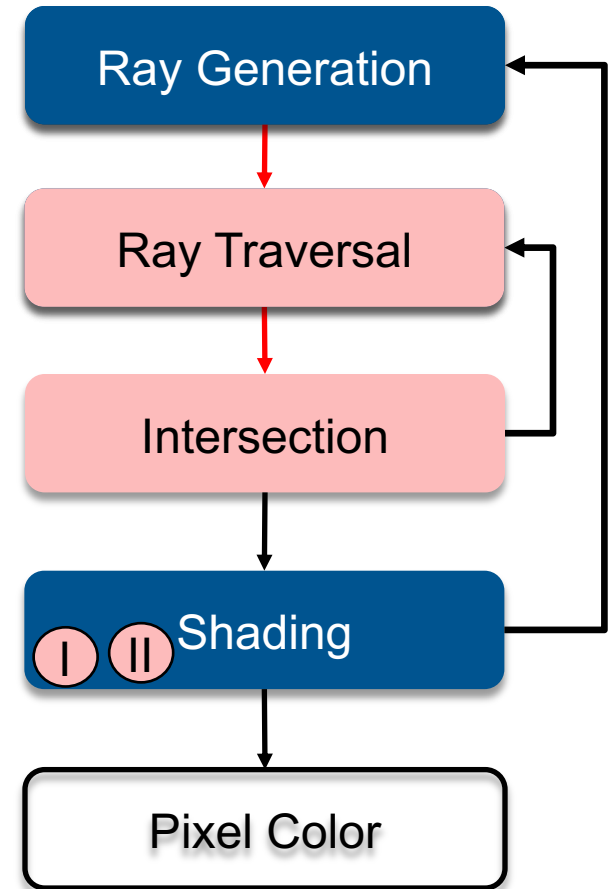 Ray Generation
Ray Traversal
Intersection
Shading
I II
Pixel Color